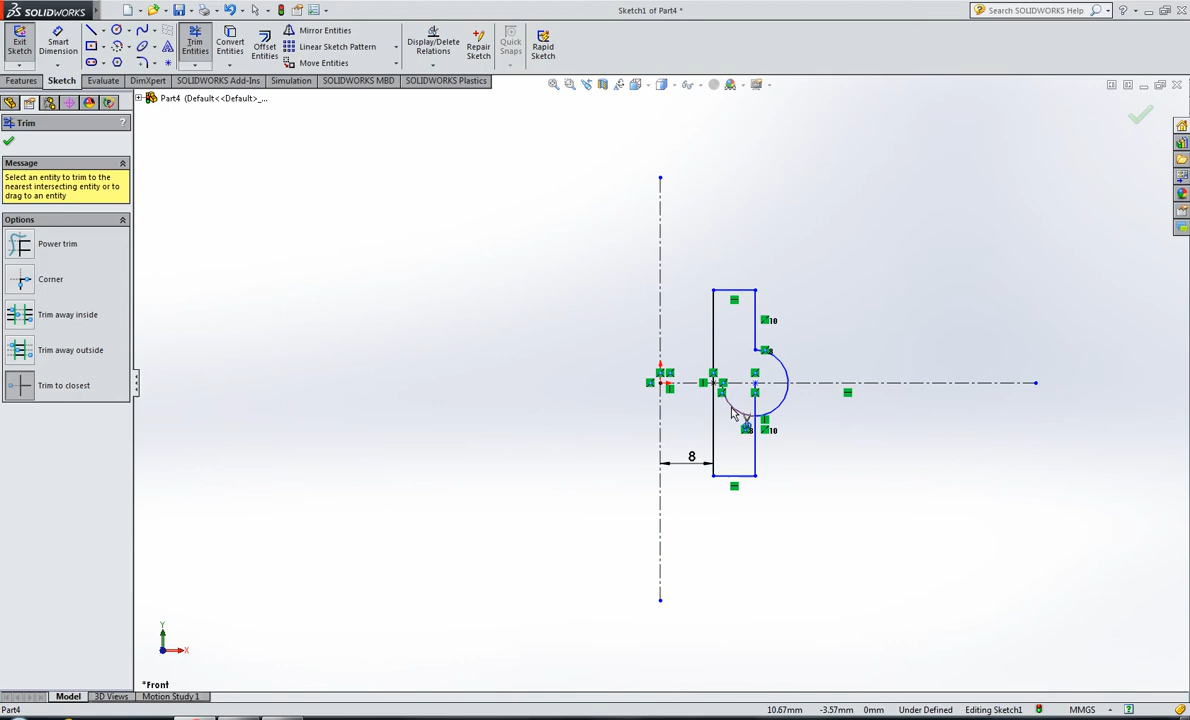 SOLIDWORKS
Sketch1 of Part4 *
Search SOLIDWORKS Help
Exit Sketch
Smart Dimension
Trim Entities
Convert Entities
Offset Entities
Mirror Entities
Linear Sketch Pattern
Move Entities
Display/Delete Relations
Repair Sketch
Quick Snaps
Rapid Sketch
Features
Sketch
Evaluate
DimXpert
SOLIDWORKS Add-Ins
Simulation
SOLIDWORKS MBD
SOLIDWORKS Plastics
Part4 (Default<<Default>_...
Trim
?
Message
Select an entity to trim to the
nearest intersecting entity or to
drag to an entity
Options
Power trim
Corner
Trim away inside
Trim away outside
Trim to closest
10
8
8
10
8
Y
X
*Front
Model
3D Views
Motion Study 1
Part4
10.67mm
-3.57mm
0mm
Under Defined
Editing Sketch1
MMGS
?